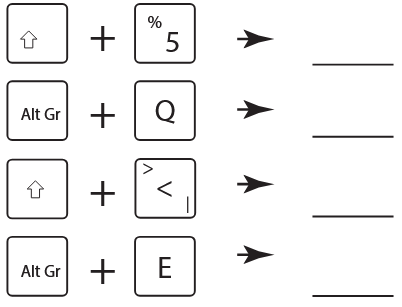 ⇧ + % 5
Alt Gr + Q
⇧ + > < |
Alt Gr + E